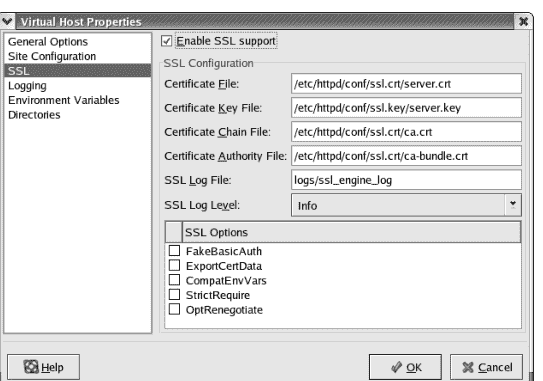 Virtual Host Properties
General Options
Site Configuration
SSL
Logging
Environment Variables
Directories
Enable SSL support
SSL Configuration
Certificate File: /etc/httpd/conf/ssl.crt/server.crt
Certificate Key File: /etc/httpd/conf/ssl.key/server.key
Certificate Chain File: /etc/httpd/conf/ssl.crt/ca.crt
Certificate Authority File: /etc/httpd/conf/ssl.crt/ca-bundle.crt
SSL Log File: logs/ssl_engine_log
SSL Log Level: Info
SSL Options
FakeBasicAuth
ExportCertData
CompatEnvVars
StrictRequire
OptRenegotiate
Help
OK
Cancel